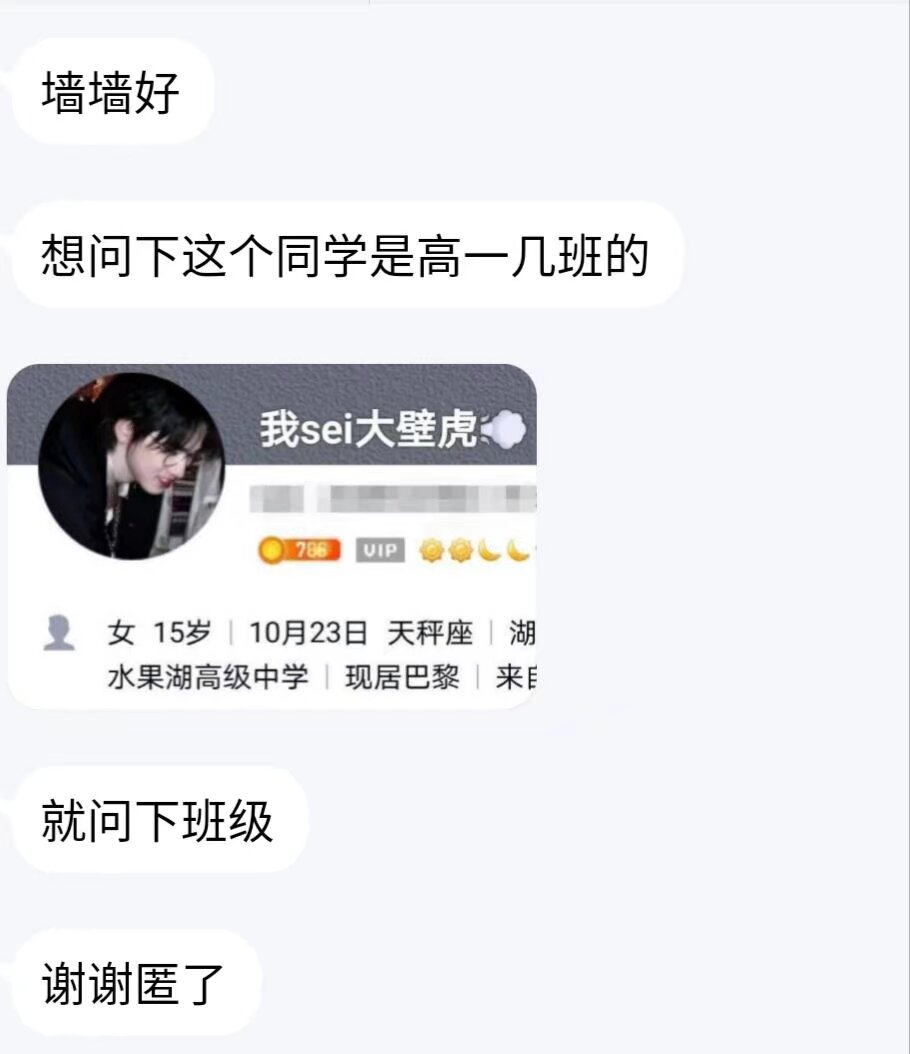 墙墙好
想问下这个同学是高一几班的
我sei大壁虎
786 VIP
女 15岁 | 10月23日 天秤座 | 湖
水果湖高级中学 | 现居巴黎 | 来自
就问下班级
谢谢匿了